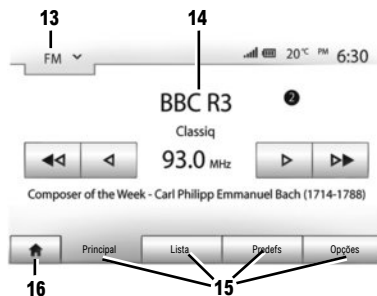 13 14
FM 20°C PM 6:30
BBC R3 2
Classiq
93.0 MHz
Composer of the Week - Carl Philipp Emmanuel Bach (1714-1788)
Principal Lista Predefs Opções
16 15